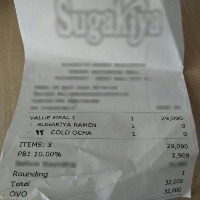 Sugakiya
VALUE MEAL 1 1 29,090
SUGAKIYA RAMEN 1 0
COLD OCHA 1 0
ITEMS: 3 29,090
PB1 10.00% 2,909
Rounding 1
Total 32,000
OVO 32,000